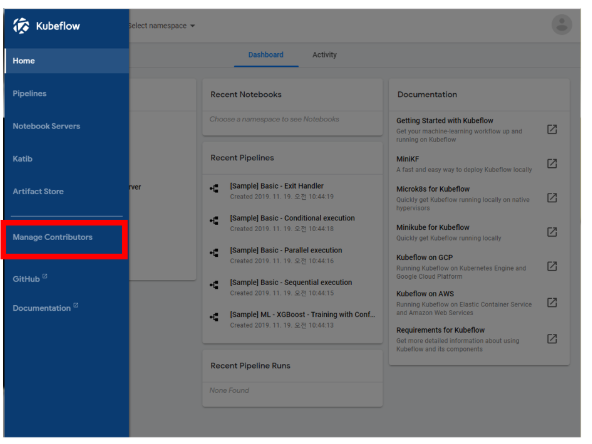 Kubeflow
Select namespace
Home
Pipelines
Notebook Servers
Katib
Artifact Store
Manage Contributors
GitHub
Documentation
Dashboard
Activity
rver
Recent Notebooks
Choose a namespace to see Notebooks
Recent Pipelines
[Sample] Basic - Exit Handler
Created 2019. 11. 19. 오전 10:44:19
[Sample] Basic - Conditional execution
Created 2019. 11. 19. 오전 10:44:18
[Sample] Basic - Parallel execution
Created 2019. 11. 19. 오전 10:44:16
[Sample] Basic - Sequential execution
Created 2019. 11. 19. 오전 10:44:15
[Sample] ML - XGBoost - Training with Conf...
Created 2019. 11. 19. 오전 10:44:13
Recent Pipeline Runs
None Found
Documentation
Getting Started with Kubeflow
Get your machine-learning workflow up and
running on Kubeflow
MiniKF
A fast and easy way to deploy Kubeflow locally
Microk8s for Kubeflow
Quickly get Kubeflow running locally on native
hypervisors
Minikube for Kubeflow
Quickly get Kubeflow running locally
Kubeflow on GCP
Running Kubeflow on Kubernetes Engine and
Google Cloud Platform
Kubeflow on AWS
Running Kubeflow on Elastic Container Service
and Amazon Web Services
Requirements for Kubeflow
Get more detailed information about using
Kubeflow and its components